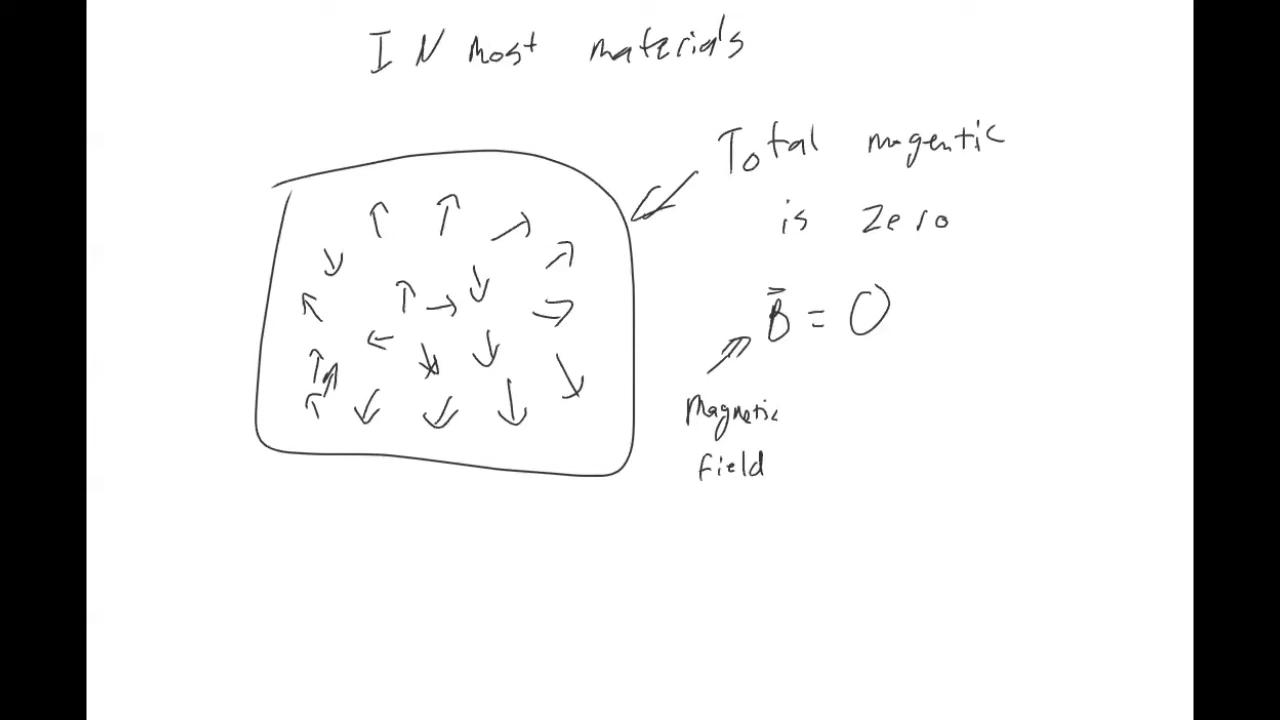 IN most materials
Total magentic
is zero
B⃗ = 0
Magnetic
field